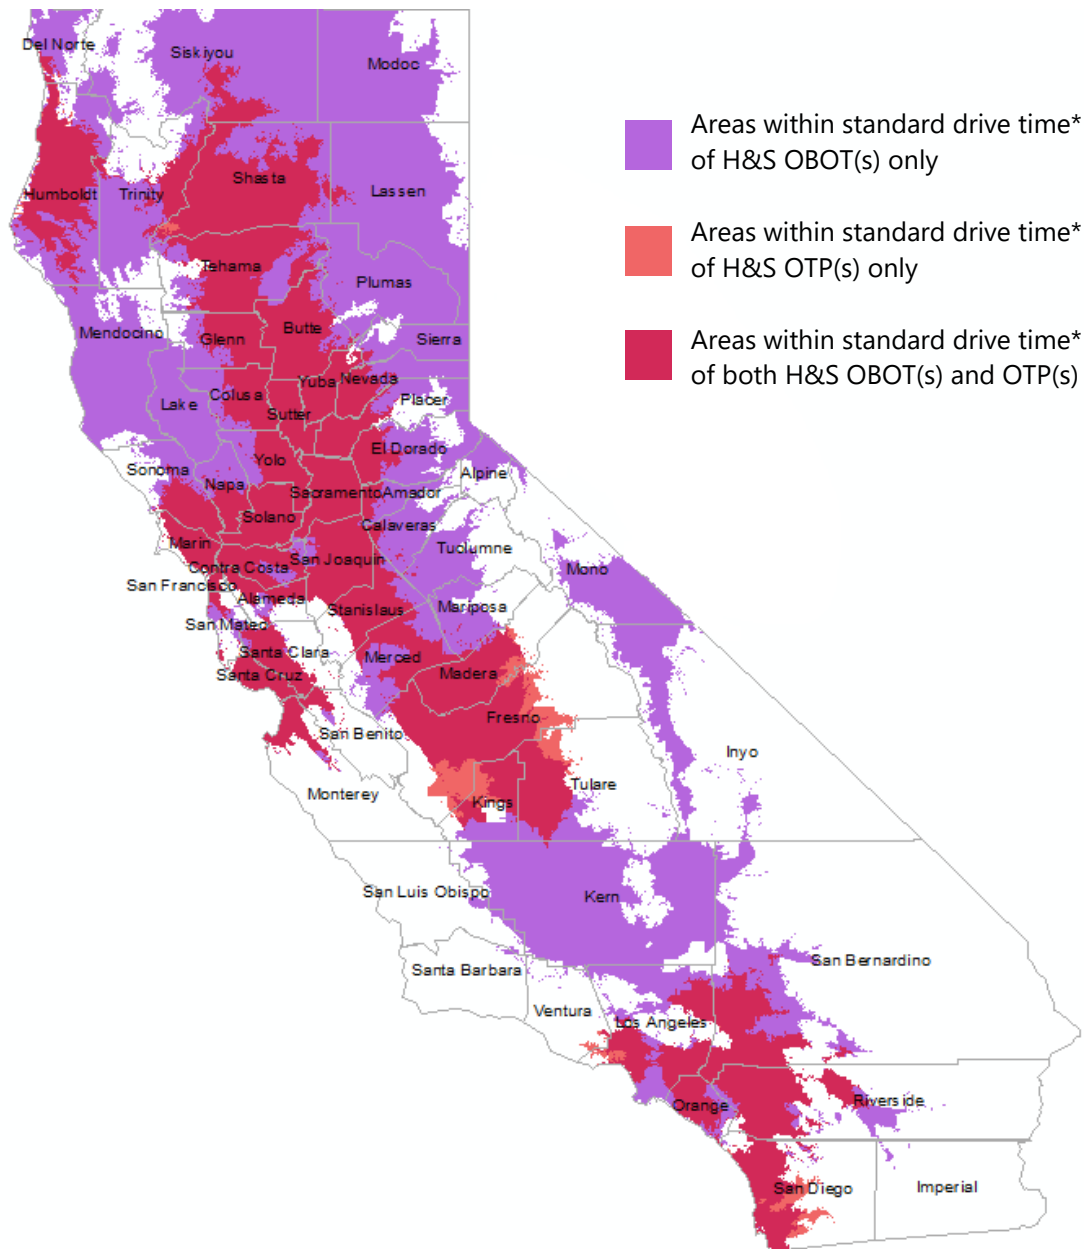 Del Norte
Siskiyou
Modoc
Areas within standard drive time*
of H&S OBOT(s) only
Humboldt
Trinity
Shasta
Lassen
Areas within standard drive time*
of H&S OTP(s) only
Tehama
Plumas
Mendocino
Glenn
Butte
Sierra
Areas within standard drive time*
of both H&S OBOT(s) and OTP(s)
Lake
Colusa
Yuba
Nevada
Sutter
Placer
Sonoma
Napa
Yolo
El Dorado
Alpine
Sacramento
Amador
Solano
Calaveras
Marin
Contra Costa
San Joaquin
Tuolumne
Mono
San Francisco
Alameda
Stanislaus
Mariposa
San Mateo
Santa Clara
Merced
Santa Cruz
Madera
San Benito
Fresno
Inyo
Monterey
Kings
Tulare
San Luis Obispo
Kern
Santa Barbara
San Bernardino
Ventura
Los Angeles
Orange
Riverside
San Diego
Imperial